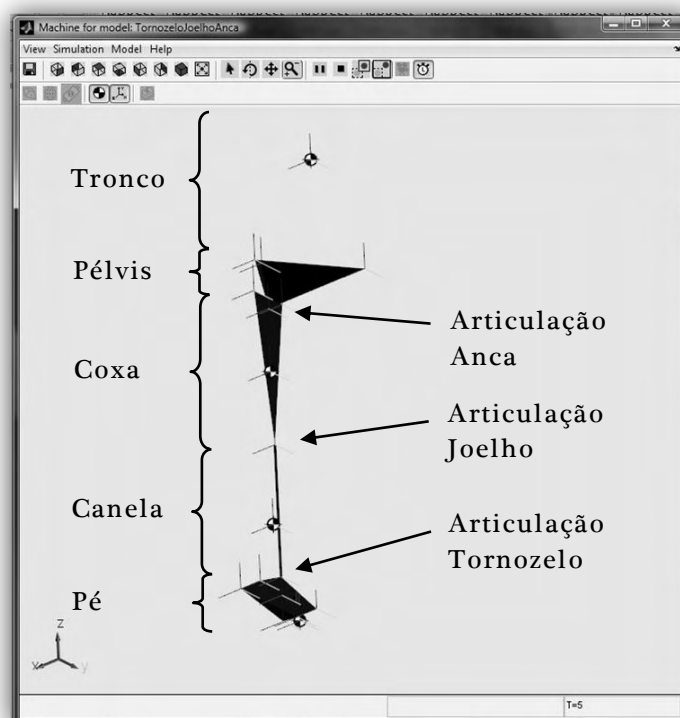 Machine for model: TornozeloJoelhoAnca
View Simulation Model Help
Tronco
Pélvis
Articulação
Anca
Coxa
Articulação
Joelho
Canela
Articulação
Tornozelo
Pé
z
x
y
T=5